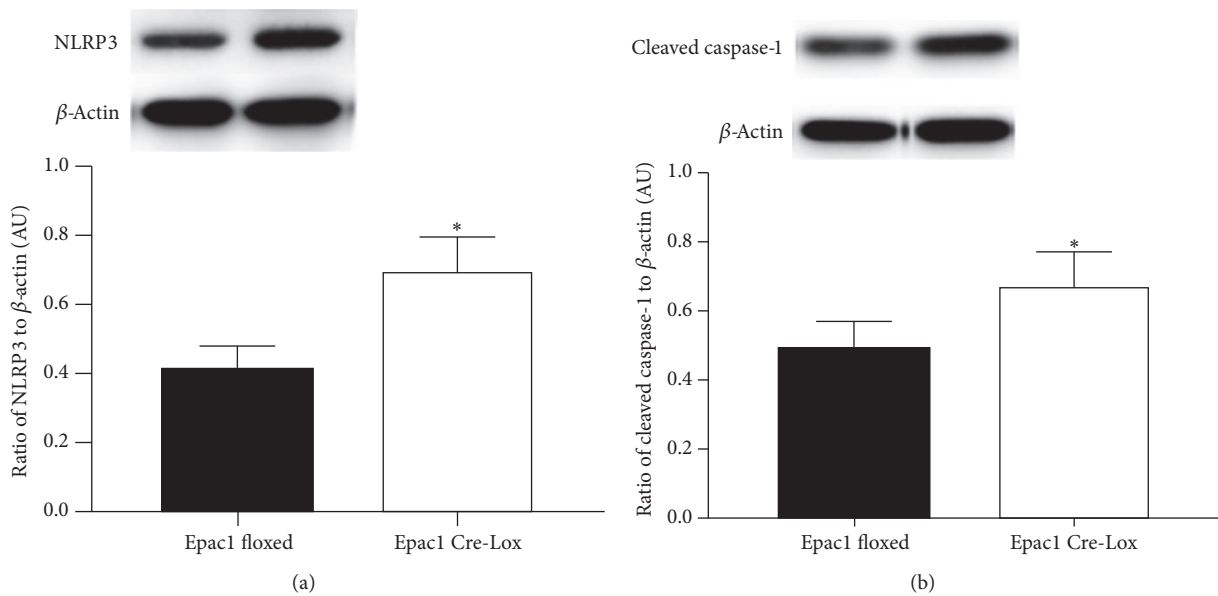 NLRP3
β-Actin
Ratio of NLRP3 to β-actin (AU)
1.0
0.8
0.6
0.4
0.2
0.0
*
Epac1 floxed
Epac1 Cre-Lox
(a)
Cleaved caspase-1
β-Actin
Ratio of cleaved caspase-1 to β-actin (AU)
1.0
0.8
0.6
0.4
0.2
0.0
*
Epac1 floxed
Epac1 Cre-Lox
(b)